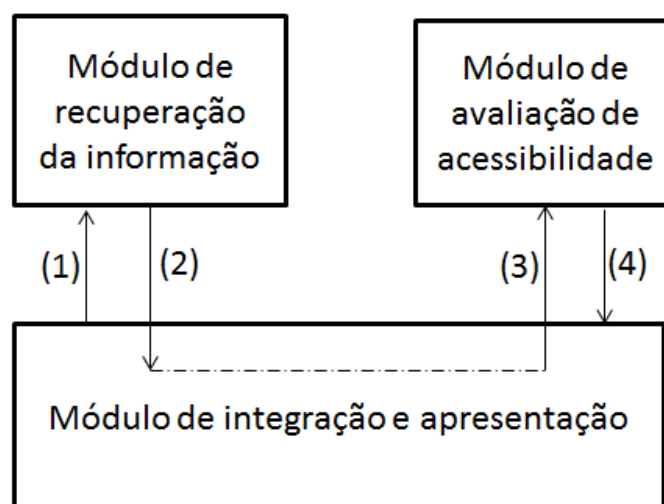 Módulo de
recuperação
da informação
Módulo de
avaliação de
acessibilidade
(1)
(2)
(3)
(4)
Módulo de integração e apresentação